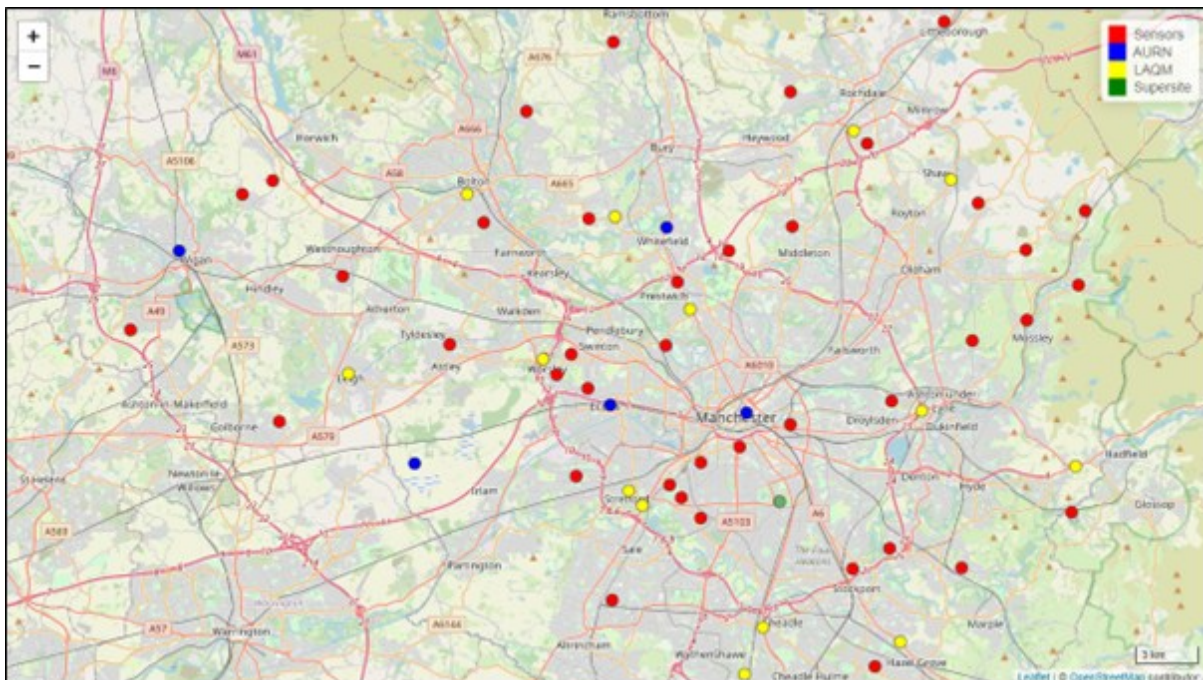 +
−
Sensors
AURN
LAQM
Supersite
Ramsbottom
Littleborough
M61
M6
A676
Rochdale
Milnrow
Horwich
A666
Heywood
Bury
A5106
A58
Bolton
A665
Shaw
Royton
Westhoughton
Farnworth
Whitefield
Middleton
Wigan
Kearsley
Oldham
Hindley
Prestwich
A49
Atherton
Walkden
Pendlebury
Mossley
A573
Tyldesley
Swinton
Failsworth
Astley
Worsley
A6010
Leigh
Ashton-in-Makerfield
Eccles
Manchester
Droylsden
Ashton-under-Lyne
Dukinfield
Golborne
A579
Hadfield
Newton-le-Willows
Irlam
Stretford
Denton
Hyde
Glossop
A580
A5103
A6
Sale
Partington
Stockport
Warrington
A57
A6144
Cheadle
Marple
Altrincham
Wythenshawe
Hazel Grove
Cheadle Hulme
3 km
Leaflet | © OpenStreetMap contributor